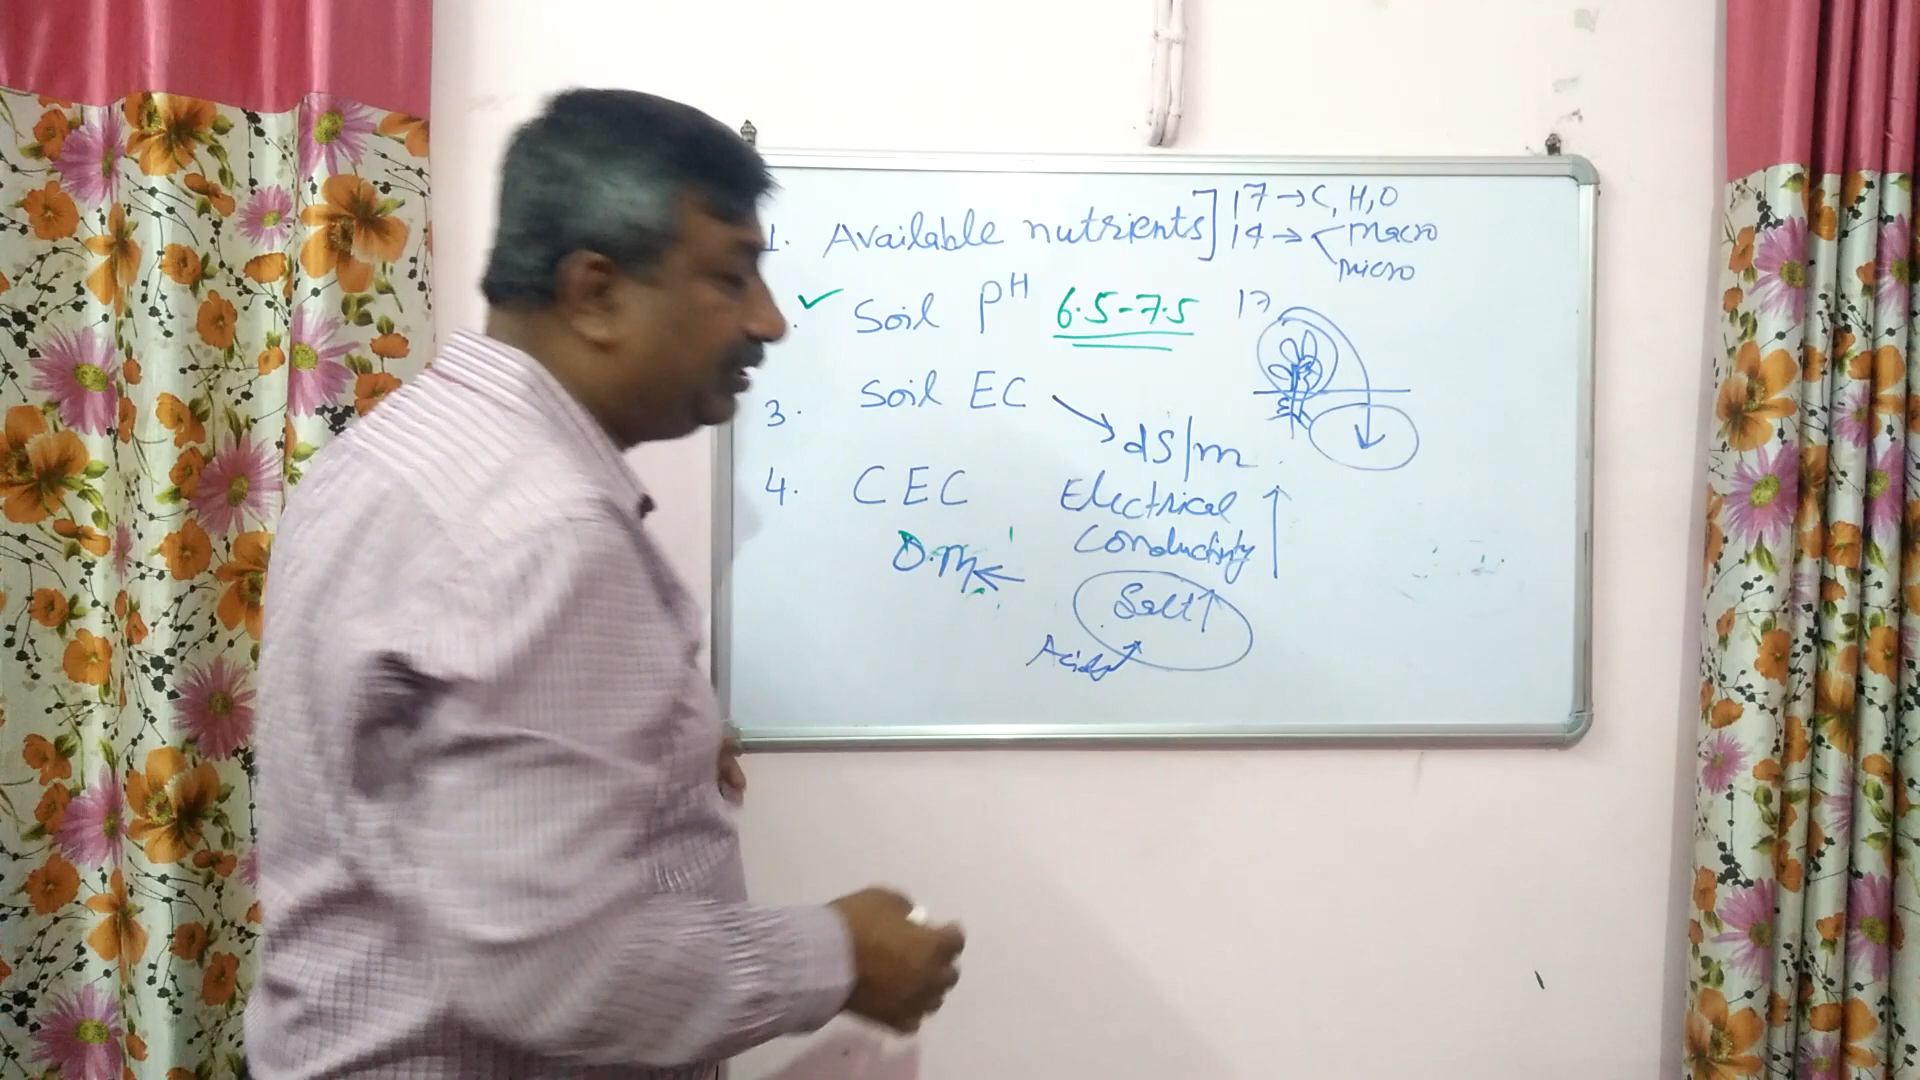 1. Available nutrients] 17 → C, H, O
14 → Macro
Micro
✓ Soil pH 6.5-7.5 17
3. Soil EC → dS/m
4. CEC Electrical ↑
Conductivity
O.M ←
Salt ↑
Acids